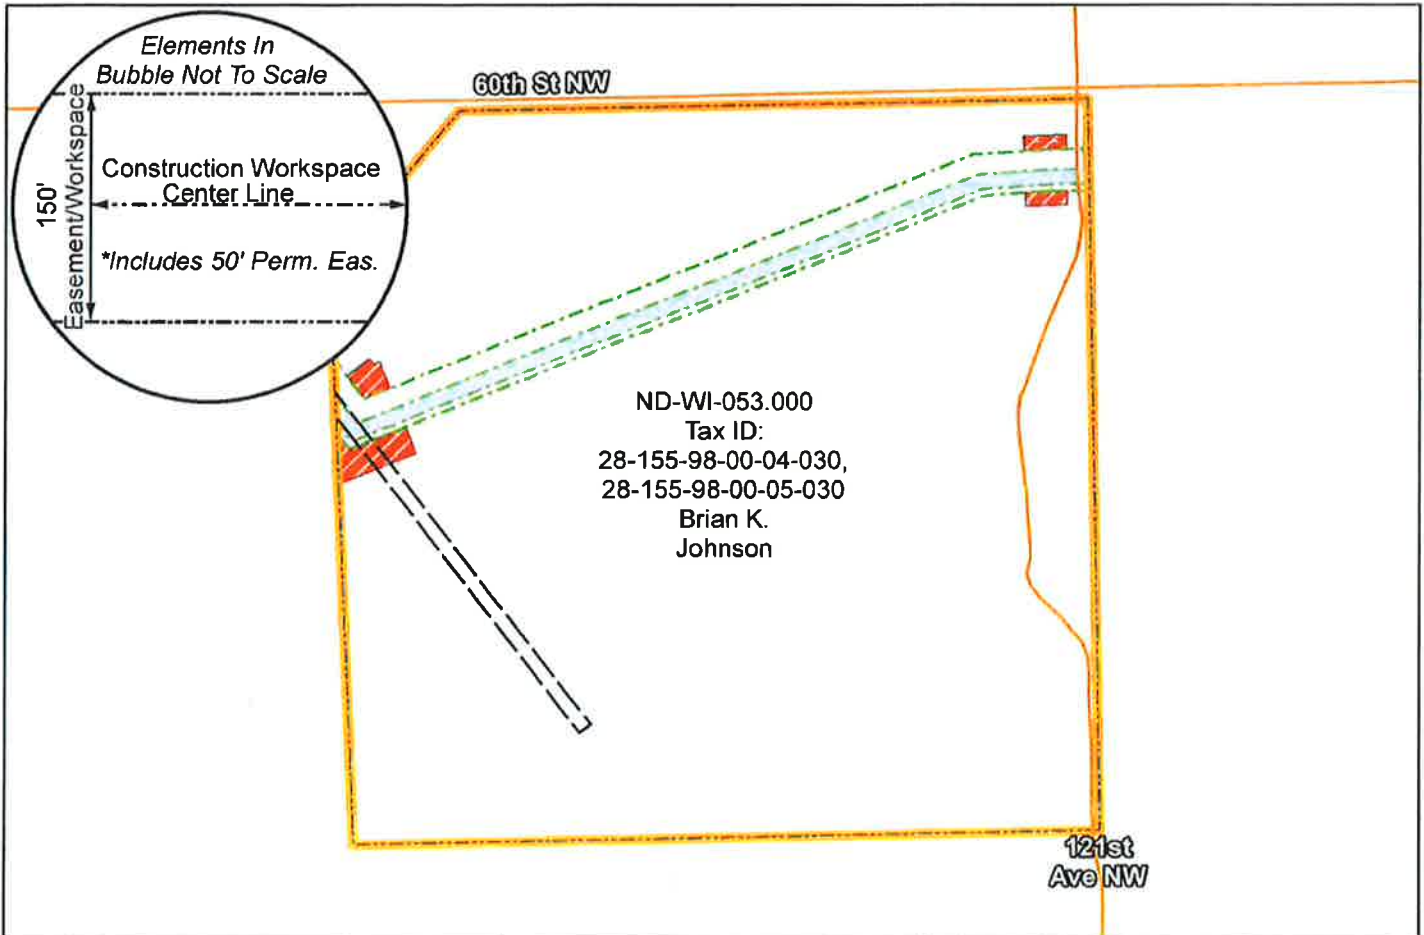 Elements In
Bubble Not To Scale
60th St NW
150'
Easement/Workspace
Construction Workspace
Center Line
*Includes 50' Perm. Eas.
ND-WI-053.000
Tax ID:
28-155-98-00-04-030,
28-155-98-00-05-030
Brian K.
Johnson
121st
Ave NW